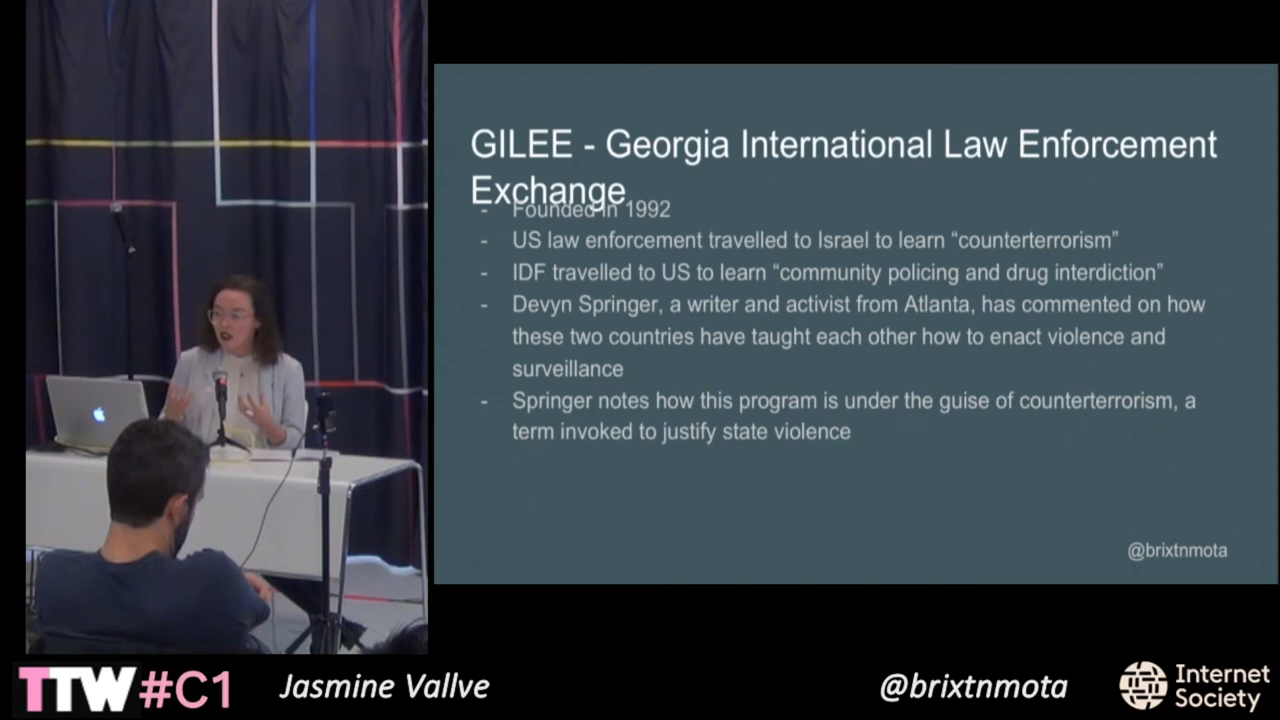 GILEE - Georgia International Law Enforcement
Exchange
- Founded in 1992
- US law enforcement travelled to Israel to learn “counterterrorism”
- IDF travelled to US to learn “community policing and drug interdiction”
- Devyn Springer, a writer and activist from Atlanta, has commented on how
these two countries have taught each other how to enact violence and
surveillance
- Springer notes how this program is under the guise of counterterrorism, a
term invoked to justify state violence
@brixtnmota
TTW#C1
Jasmine Vallve
@brixtnmota
Internet
Society